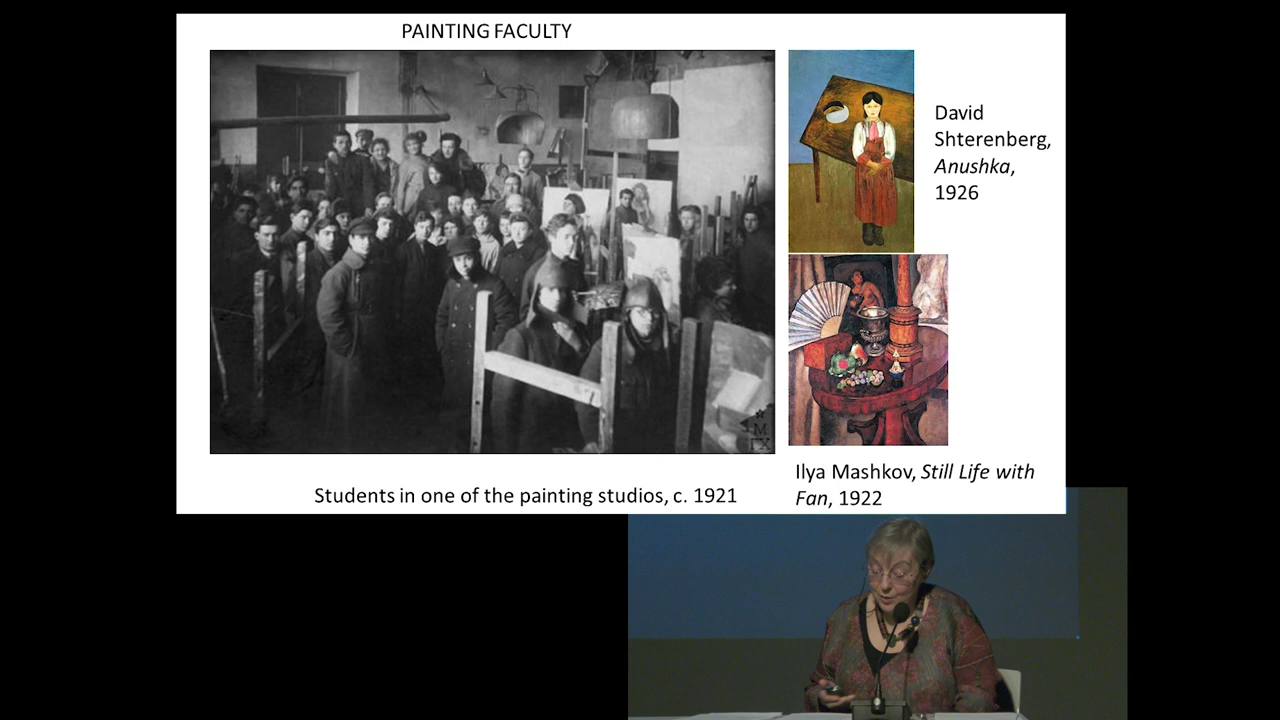 PAINTING FACULTY
David
Shterenberg,
Anushka,
1926
М
ГХ
Students in one of the painting studios, c. 1921
Ilya Mashkov, Still Life with
Fan, 1922